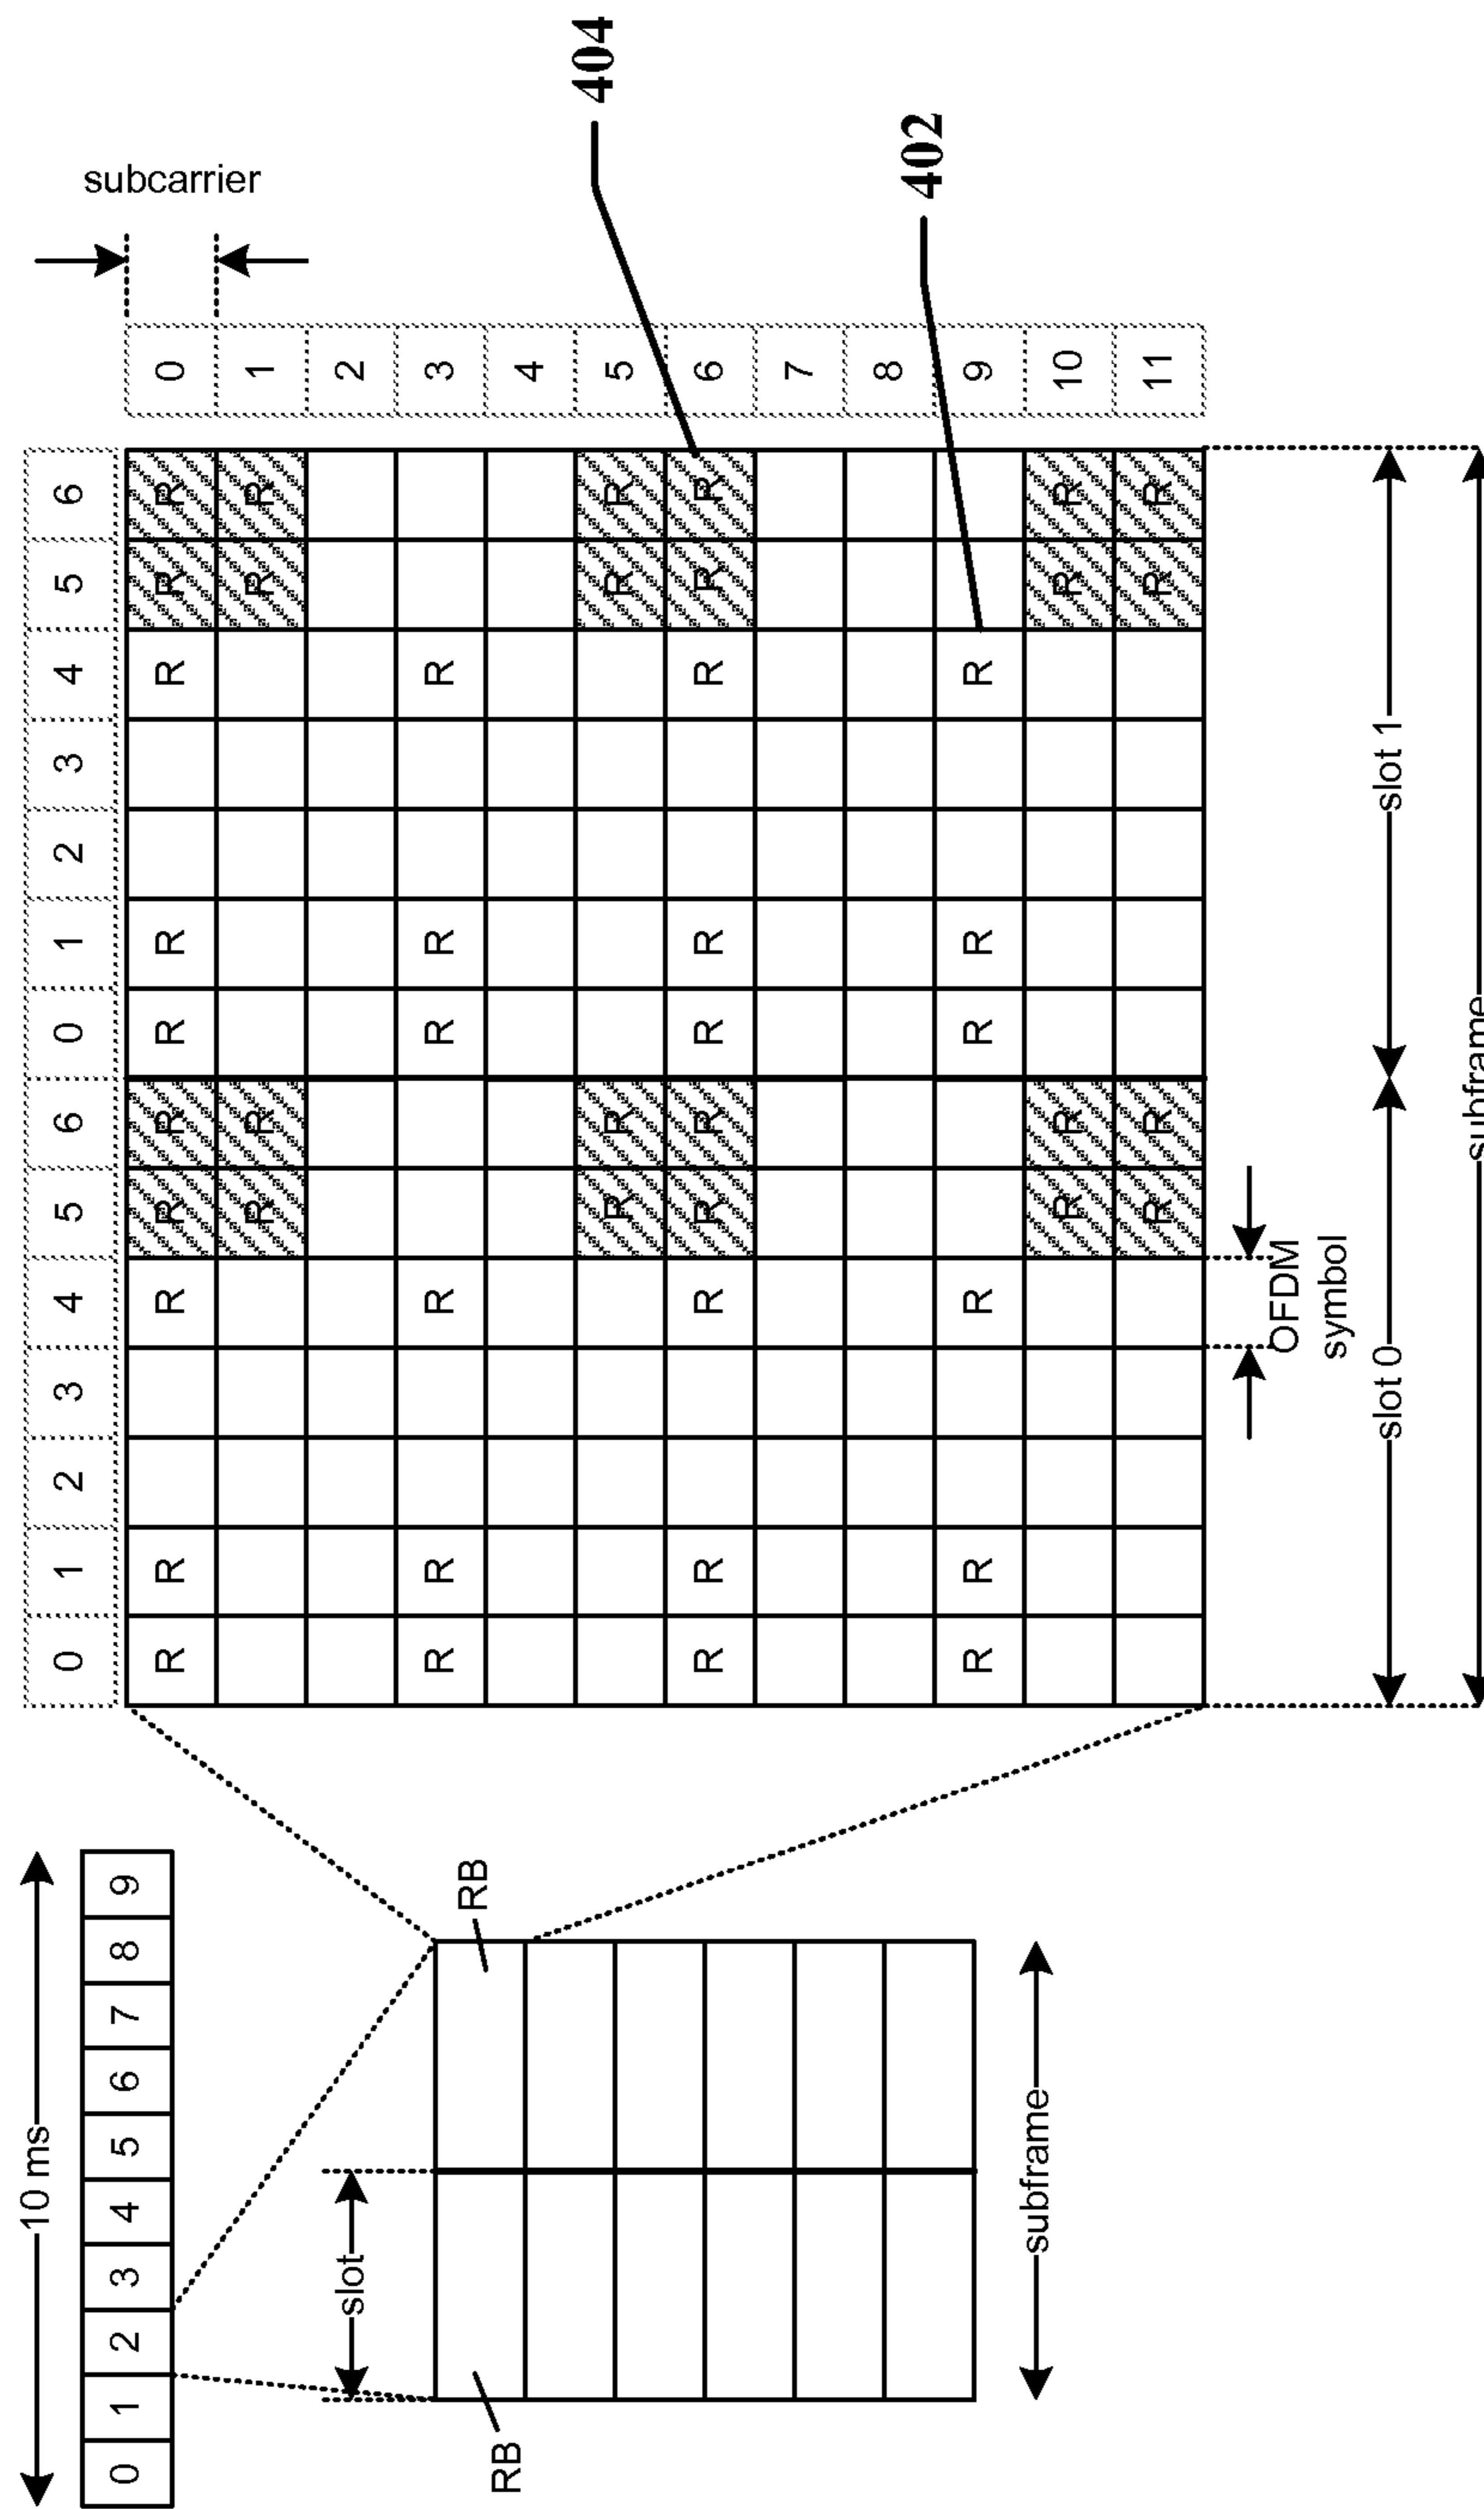 10 ms
0 1 2 3 4 5 6 7 8 9
slot
RB
RB
subframe
subcarrier
0 1 2 3 4 5 6 0 1 2 3 4 5 6
R R R R R R R R R R 0
R R R R 1
2
R R R R R R 3
4
R R R R 5
R R R R R R R R R R 6
7
8
R R R R R R 9
R R R R 10
R R R R 11
404
402
OFDM
symbol
slot 0
slot 1
subframe